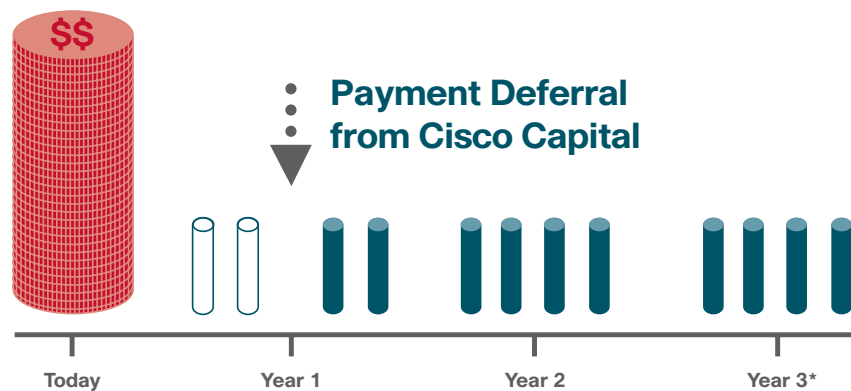 $$
Payment Deferral
from Cisco Capital
Today
Year 1
Year 2
Year 3*